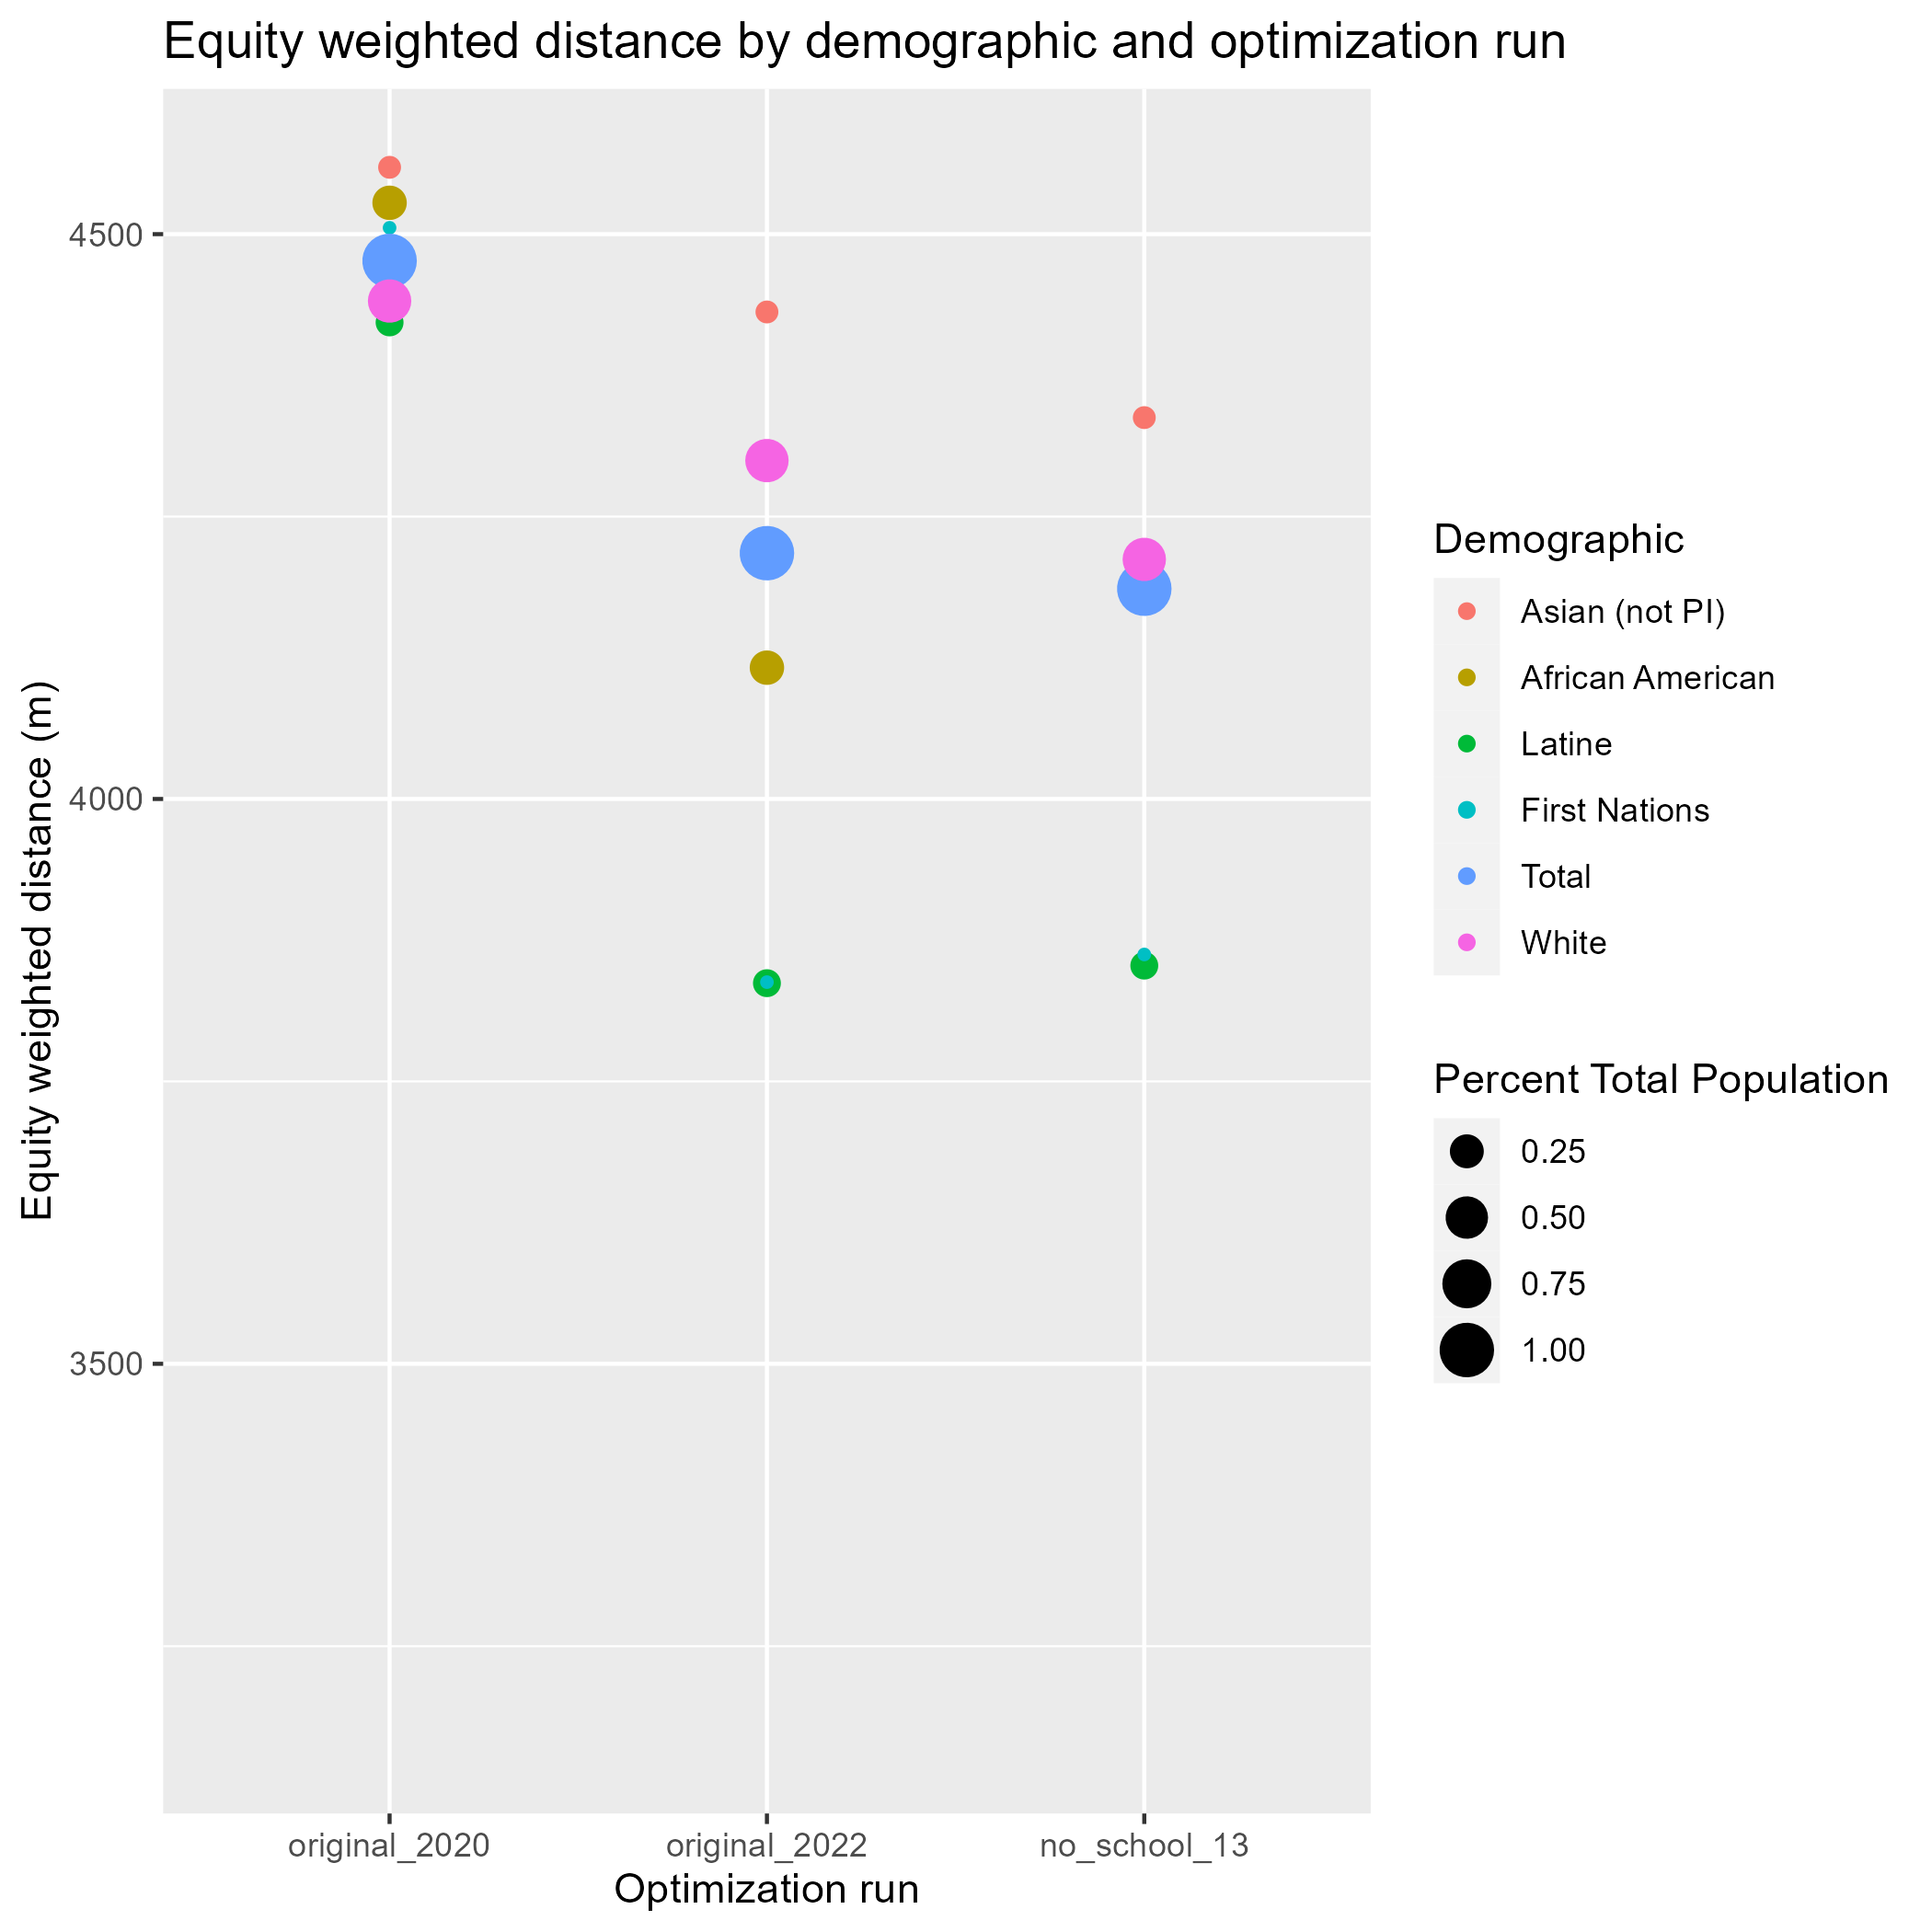 Equity weighted distance by demographic and optimization run
4500
4000
3500
Equity weighted distance (m)
original_2020
original_2022
no_school_13
Optimization run
Demographic
Asian (not PI)
African American
Latine
First Nations
Total
White
Percent Total Population
0.25
0.50
0.75
1.00